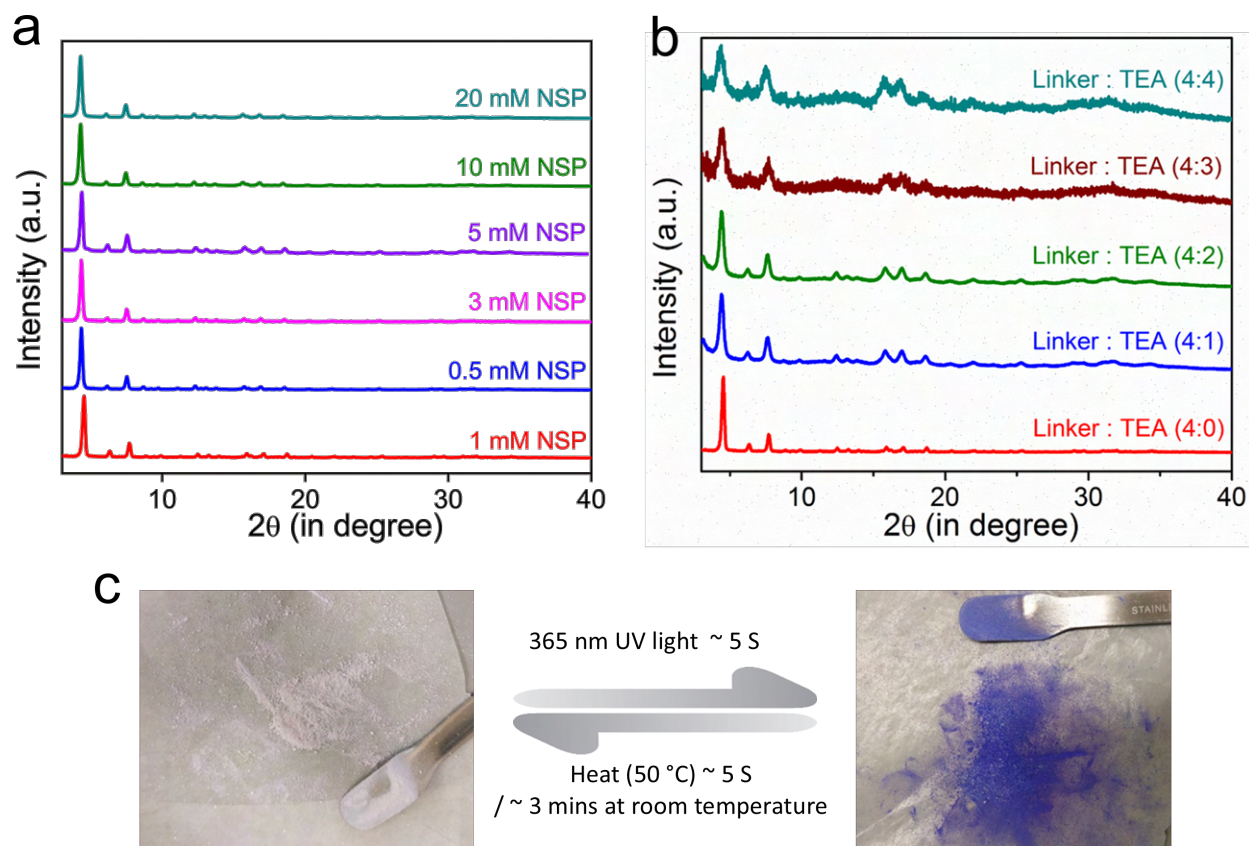 a
20 mM NSP
10 mM NSP
5 mM NSP
3 mM NSP
0.5 mM NSP
1 mM NSP
Intensity (a.u.)
10 20 30 40
2θ (in degree)
b
Linker : TEA (4:4)
Linker : TEA (4:3)
Linker : TEA (4:2)
Linker : TEA (4:1)
Linker : TEA (4:0)
Intensity (a.u.)
10 20 30 40
2θ (in degree)
c
365 nm UV light ~ 5 S
Heat (50 °C) ~ 5 S
/ ~ 3 mins at room temperature
STAINL